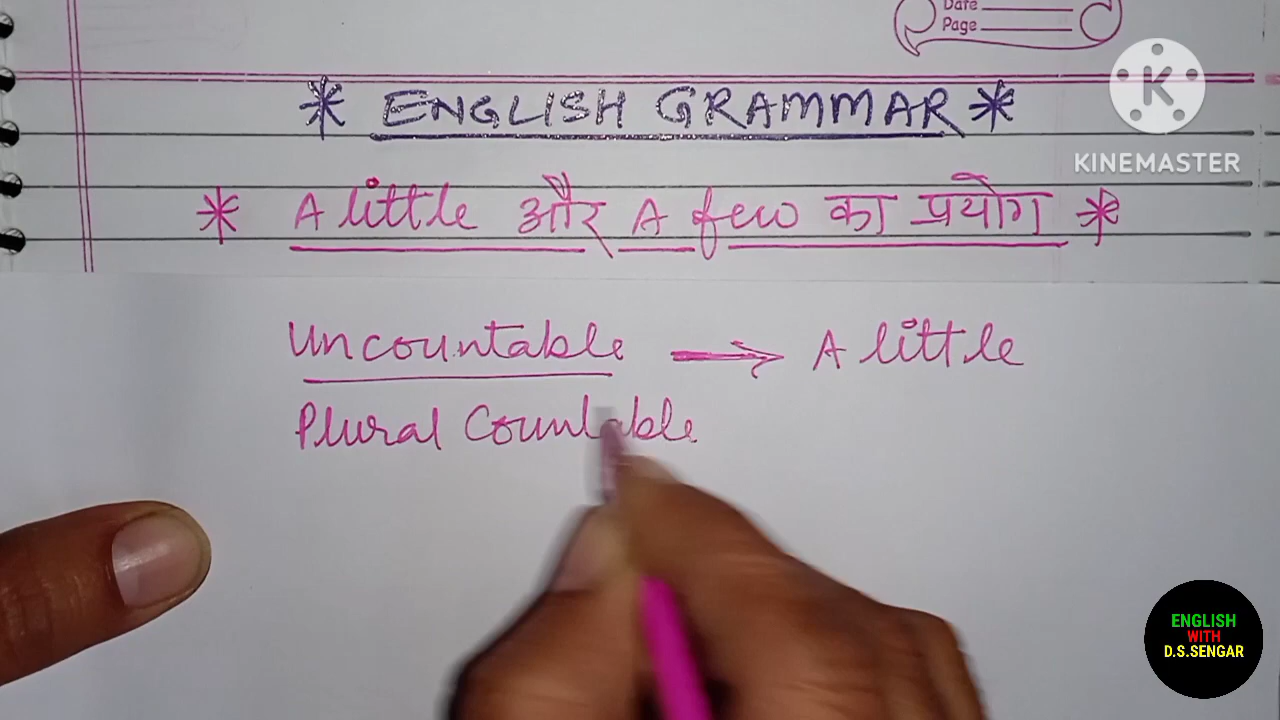 Date
Page
* ENGLISH GRAMMAR *
K
KINEMASTER
* A little और A few का प्रयोग *
Uncountable → A little
Plural Countable
ENGLISH
WITH
D.S.SENGAR